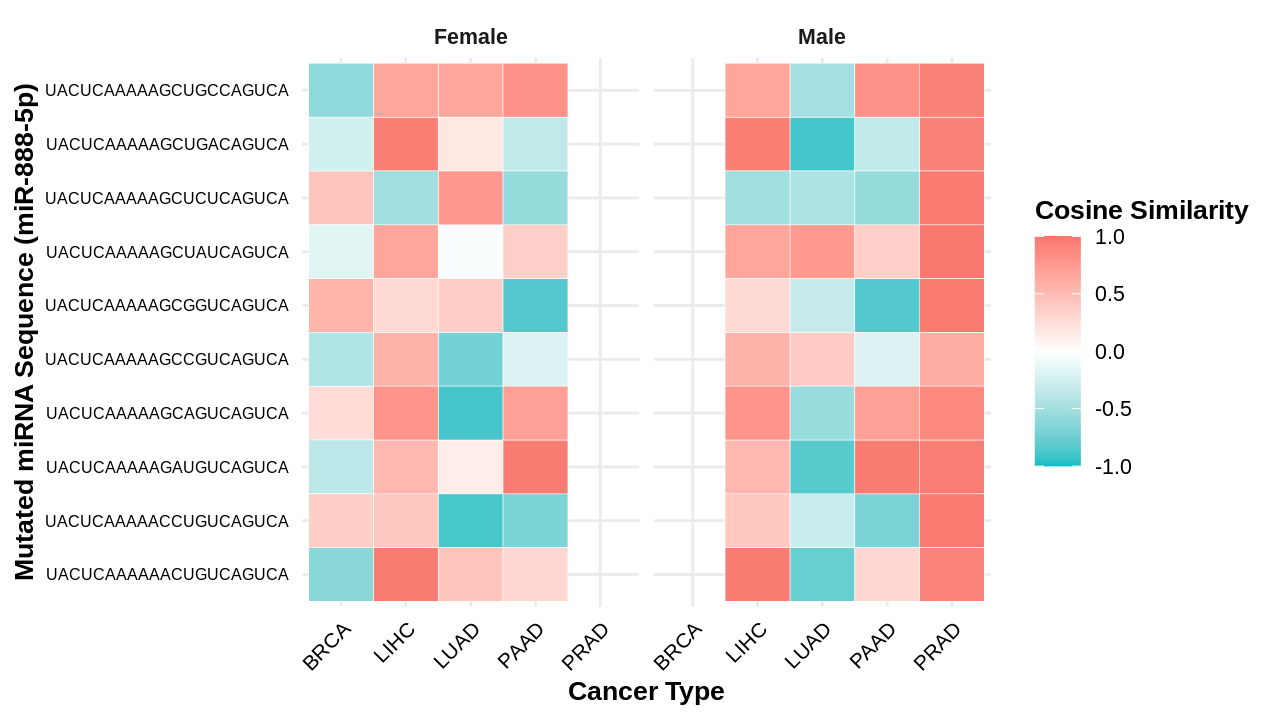 Female
Male
Mutated miRNA Sequence (miR-888-5p)
UACUCAAAAAGCUGCCAGUCA
UACUCAAAAAGCUGACAGUCA
UACUCAAAAAGCUCUCAGUCA
UACUCAAAAAGCUAUCAGUCA
UACUCAAAAAGCGGUCAGUCA
UACUCAAAAAGCCGUCAGUCA
UACUCAAAAAGCAGUCAGUCA
UACUCAAAAAGAUGUCAGUCA
UACUCAAAAACCUGUCAGUCA
UACUCAAAAAACUGUCAGUCA
BRCA
LIHC
LUAD
PAAD
PRAD
BRCA
LIHC
LUAD
PAAD
PRAD
Cancer Type
Cosine Similarity
1.0
0.5
0.0
-0.5
-1.0